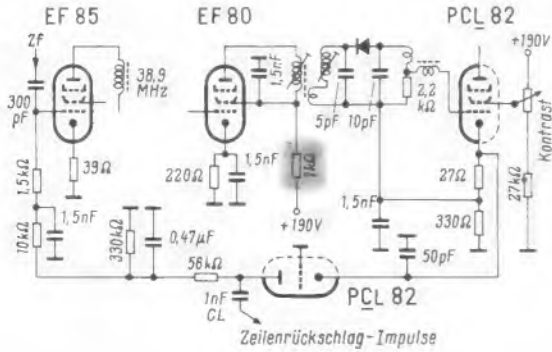 EF 85
EF 80
PCL 82
+190V
Zf
38,9
MHz
1,5nF
300
pF
5pF
10pF
2,2
kΩ
Kontrast
1,5kΩ
39Ω
220Ω
1,5nF
1kΩ
27Ω
27kΩ
1,5nF
330Ω
+190V
1,5nF
10kΩ
330kΩ
0,47µF
56kΩ
50pF
1nF
CL
PCL 82
Zeilenrückschlag-Impulse